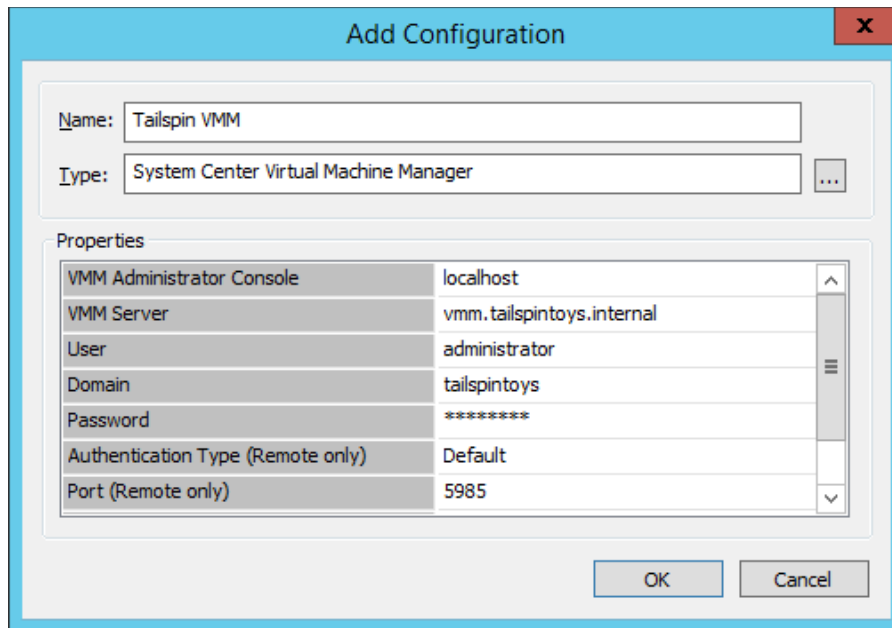 Add Configuration
x
Name: Tailspin VMM
Type: System Center Virtual Machine Manager ...
Properties
VMM Administrator Console localhost
VMM Server vmm.tailspintoys.internal
User administrator
Domain tailspintoys
Password ********
Authentication Type (Remote only) Default
Port (Remote only) 5985
OK Cancel